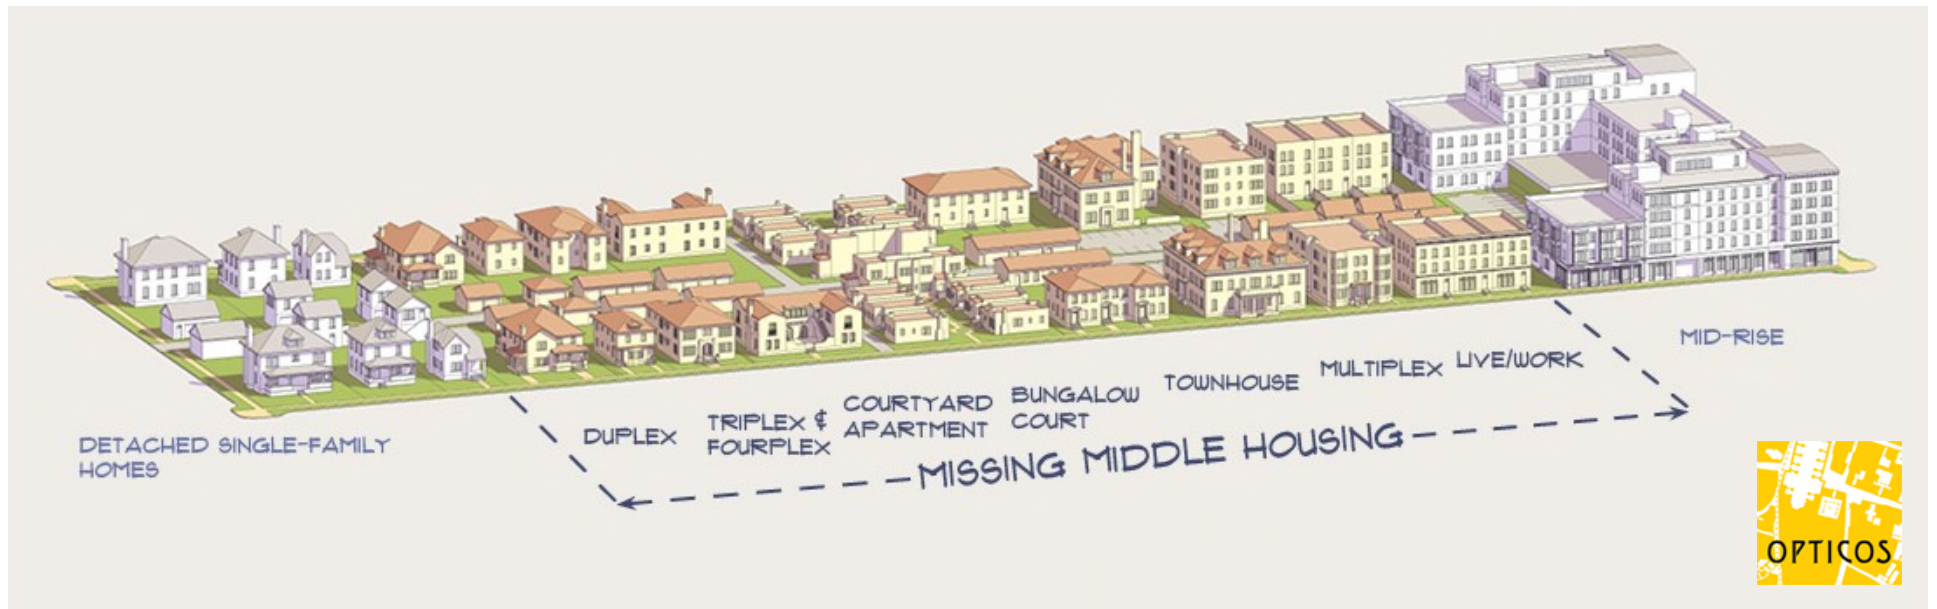 DETACHED SINGLE-FAMILY
HOMES
DUPLEX
TRIPLEX &
FOURPLEX
COURTYARD
APARTMENT
BUNGALOW
COURT
TOWNHOUSE
MULTIPLEX
LIVE/WORK
MID-RISE
MISSING MIDDLE HOUSING
OPTICOS